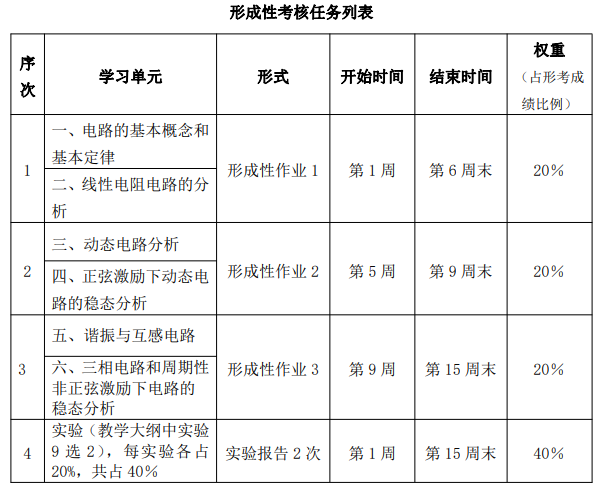 形成性考核任务列表
序
次
学习单元
形式
开始时间
结束时间
权重
（占形考成
绩比例）
1
一、电路的基本概念和
基本定律
二、线性电阻电路的分
析
形成性作业 1
第 1 周
第 6 周末
20%
2
三、动态电路分析
四、正弦激励下动态电
路的稳态分析
形成性作业 2
第 5 周
第 9 周末
20%
3
五、谐振与互感电路
六、三相电路和周期性
非正弦激励下电路的
稳态分析
形成性作业 3
第 9 周
第 15 周末
20%
4
实验（教学大纲中实验
9 选 2），每实验各占
20%，共占 40%
实验报告 2 次
第 1 周
第 15 周末
40%